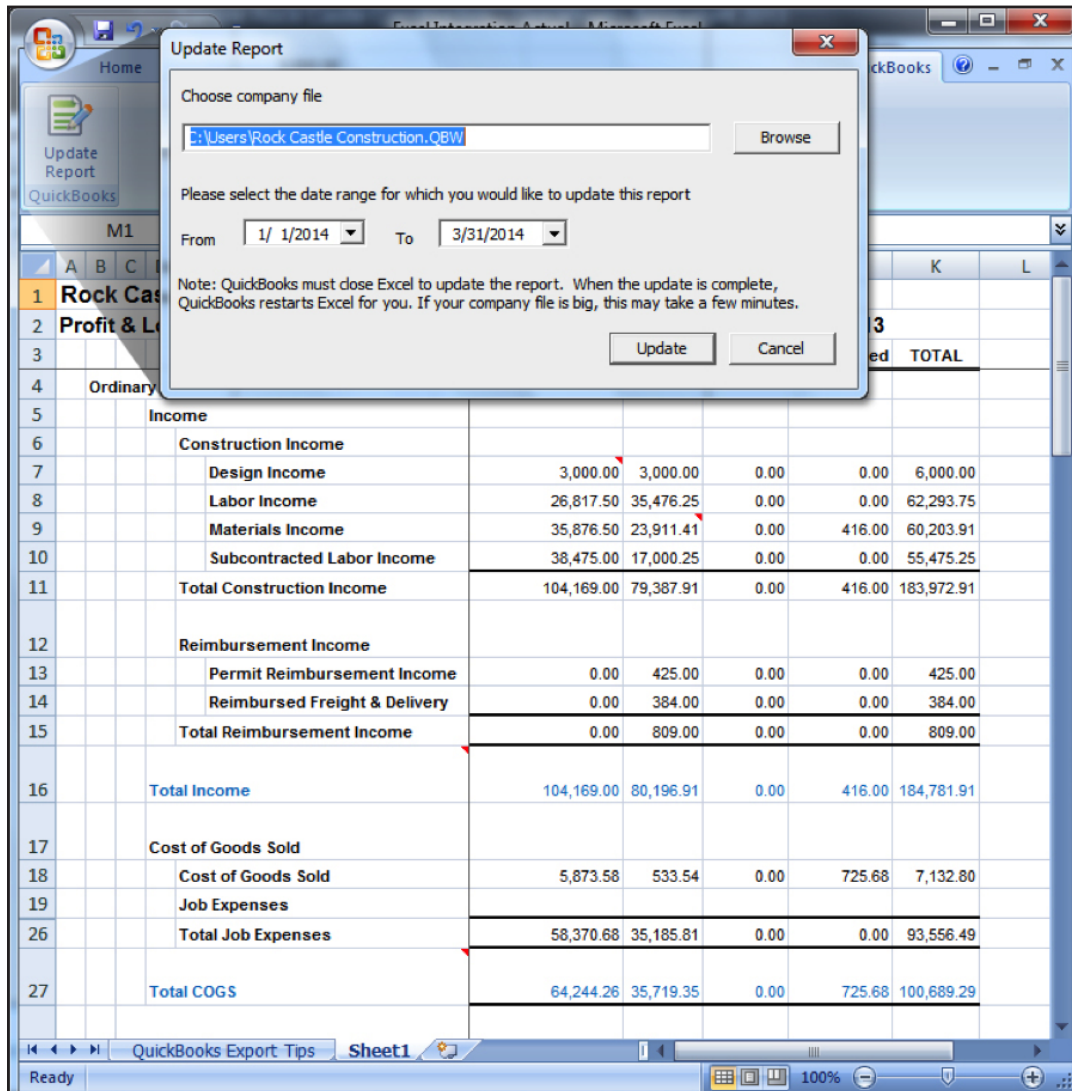 Excel Integration Actual - Microsoft Excel
Update Report
Home
ckBooks
Choose company file
C:\Users\Rock Castle Construction.QBW
Browse
Update
Report
QuickBooks
Please select the date range for which you would like to update this report
From 1/ 1/2014 To 3/31/2014
M1
Note: QuickBooks must close Excel to update the report. When the update is complete,
QuickBooks restarts Excel for you. If your company file is big, this may take a few minutes.
Update Cancel
A B C K L
1 Rock Cas
2 Profit & Lo 13
3 ed TOTAL
4 Ordinary
5 Income
6 Construction Income
7 Design Income 3,000.00 3,000.00 0.00 0.00 6,000.00
8 Labor Income 26,817.50 35,476.25 0.00 0.00 62,293.75
9 Materials Income 35,876.50 23,911.41 0.00 416.00 60,203.91
10 Subcontracted Labor Income 38,475.00 17,000.25 0.00 0.00 55,475.25
11 Total Construction Income 104,169.00 79,387.91 0.00 416.00 183,972.91
12 Reimbursement Income
13 Permit Reimbursement Income 0.00 425.00 0.00 0.00 425.00
14 Reimbursed Freight & Delivery 0.00 384.00 0.00 0.00 384.00
15 Total Reimbursement Income 0.00 809.00 0.00 0.00 809.00
16 Total Income 104,169.00 80,196.91 0.00 416.00 184,781.91
17 Cost of Goods Sold
18 Cost of Goods Sold 5,873.58 533.54 0.00 725.68 7,132.80
19 Job Expenses
26 Total Job Expenses 58,370.68 35,185.81 0.00 0.00 93,556.49
27 Total COGS 64,244.26 35,719.35 0.00 725.68 100,689.29
QuickBooks Export Tips Sheet1
Ready 100%